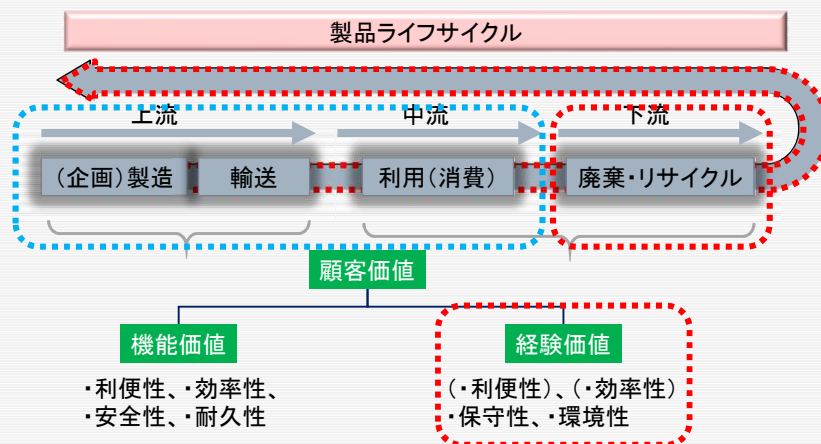 製品ライフサイクル
上流
中流
下流
(企画)製造
輸送
利用(消費)
廃棄・リサイクル
顧客価値
機能価値
経験価値
・利便性、・効率性、
・安全性、・耐久性
(・利便性)、(・効率性)
・保守性、・環境性